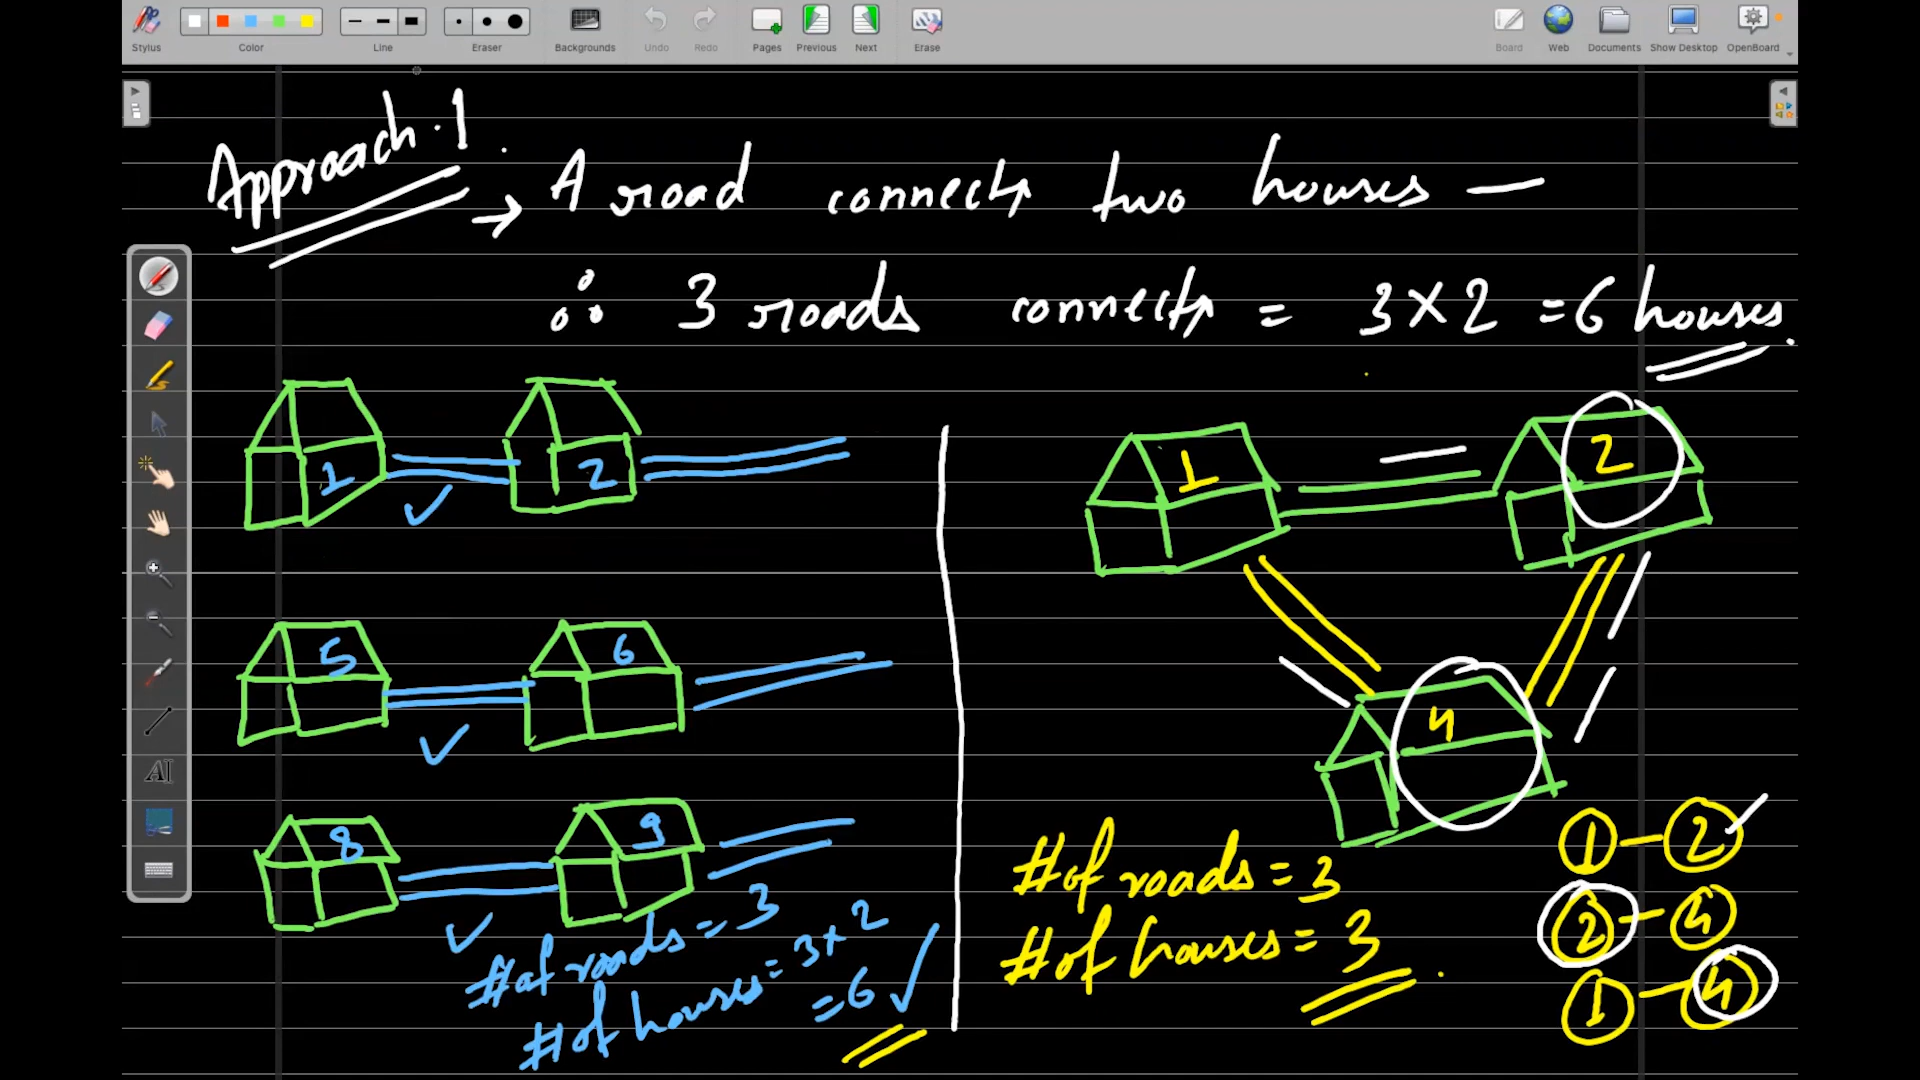 Stylus
Color
Line
Eraser
Backgrounds
Undo
Redo
Pages
Previous
Next
Erase
Board
Web
Documents
Show Desktop
OpenBoard
Approach.1.
→ A road connects two houses —
∴ 3 roads connects = 3 × 2 = 6 houses.
1
2
5
6
8
9
# of roads = 3
# of houses = 3 × 2
= 6 ✓
1
2
4
# of roads = 3
# of houses = 3
1 — 2 ✓
2 — 4
1 — 4